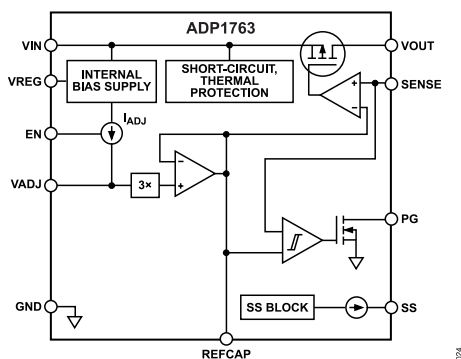 ADP1763
VIN
VOUT
VREG
INTERNAL
BIAS SUPPLY
SHORT-CIRCUIT,
THERMAL
PROTECTION
SENSE
+
−
IADJ
EN
VADJ
3×
−
+
PG
GND
SS BLOCK
SS
REFCAP